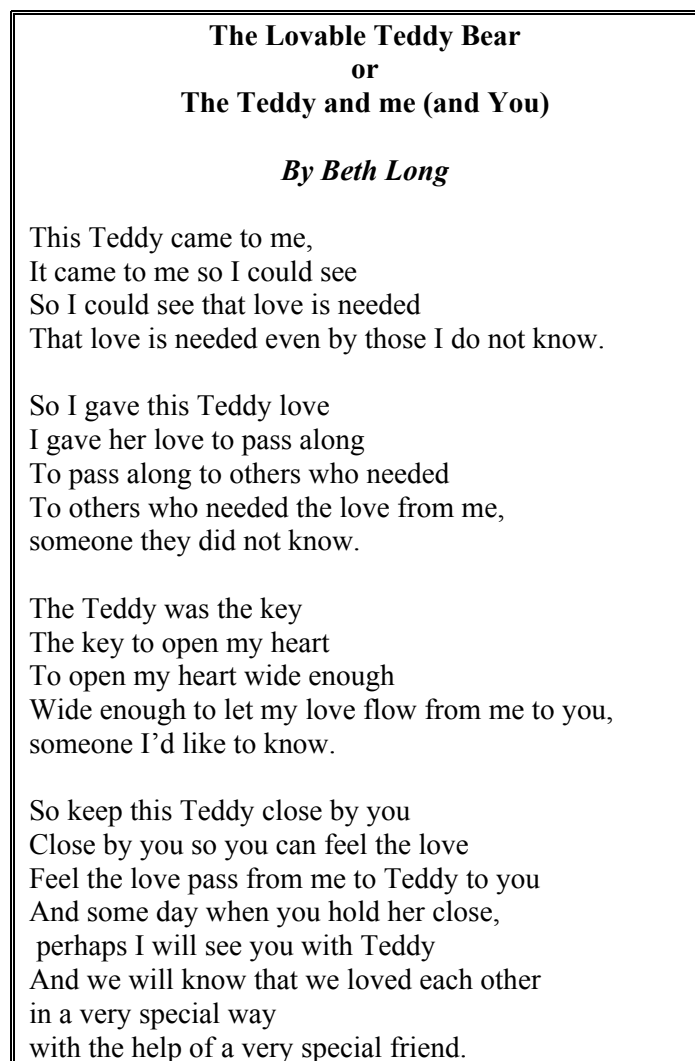 The Lovable Teddy Bear
or
The Teddy and me (and You)
By Beth Long
This Teddy came to me,
It came to me so I could see
So I could see that love is needed
That love is needed even by those I do not know.
So I gave this Teddy love
I gave her love to pass along
To pass along to others who needed
To others who needed the love from me,
someone they did not know.
The Teddy was the key
The key to open my heart
To open my heart wide enough
Wide enough to let my love flow from me to you,
someone I’d like to know.
So keep this Teddy close by you
Close by you so you can feel the love
Feel the love pass from me to Teddy to you
And some day when you hold her close,
perhaps I will see you with Teddy
And we will know that we loved each other
in a very special way
with the help of a very special friend.